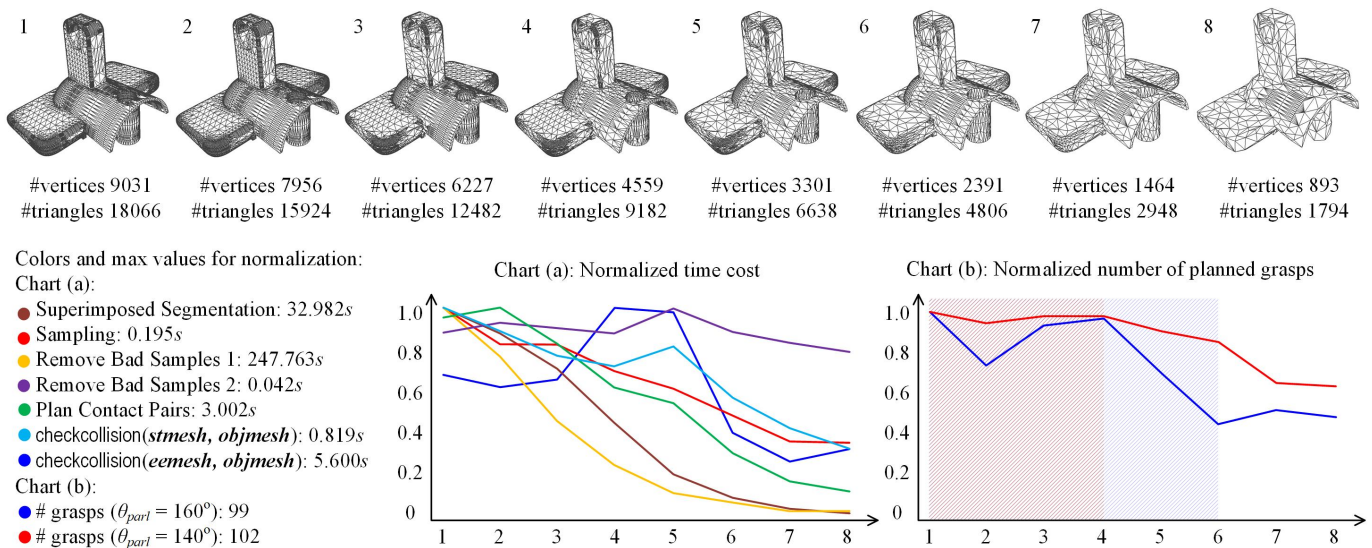 1 2 3 4 5 6 7 8
#vertices 9031 #vertices 7956 #vertices 6227 #vertices 4559 #vertices 3301 #vertices 2391 #vertices 1464 #vertices 893
#triangles 18066 #triangles 15924 #triangles 12482 #triangles 9182 #triangles 6638 #triangles 4806 #triangles 2948 #triangles 1794
Colors and max values for normalization:
Chart (a):
Superimposed Segmentation: 32.982s
Sampling: 0.195s
Remove Bad Samples 1: 247.763s
Remove Bad Samples 2: 0.042s
Plan Contact Pairs: 3.002s
checkcollision(stmesh, objmesh): 0.819s
checkcollision(eemesh, objmesh): 5.600s
Chart (b):
# grasps (θparl = 160°): 99
# grasps (θparl = 140°): 102
Chart (a): Normalized time cost
1.0
0.8
0.6
0.4
0.2
0
1 2 3 4 5 6 7 8
Chart (b): Normalized number of planned grasps
1.0
0.8
0.6
0.4
0.2
0
1 2 3 4 5 6 7 8